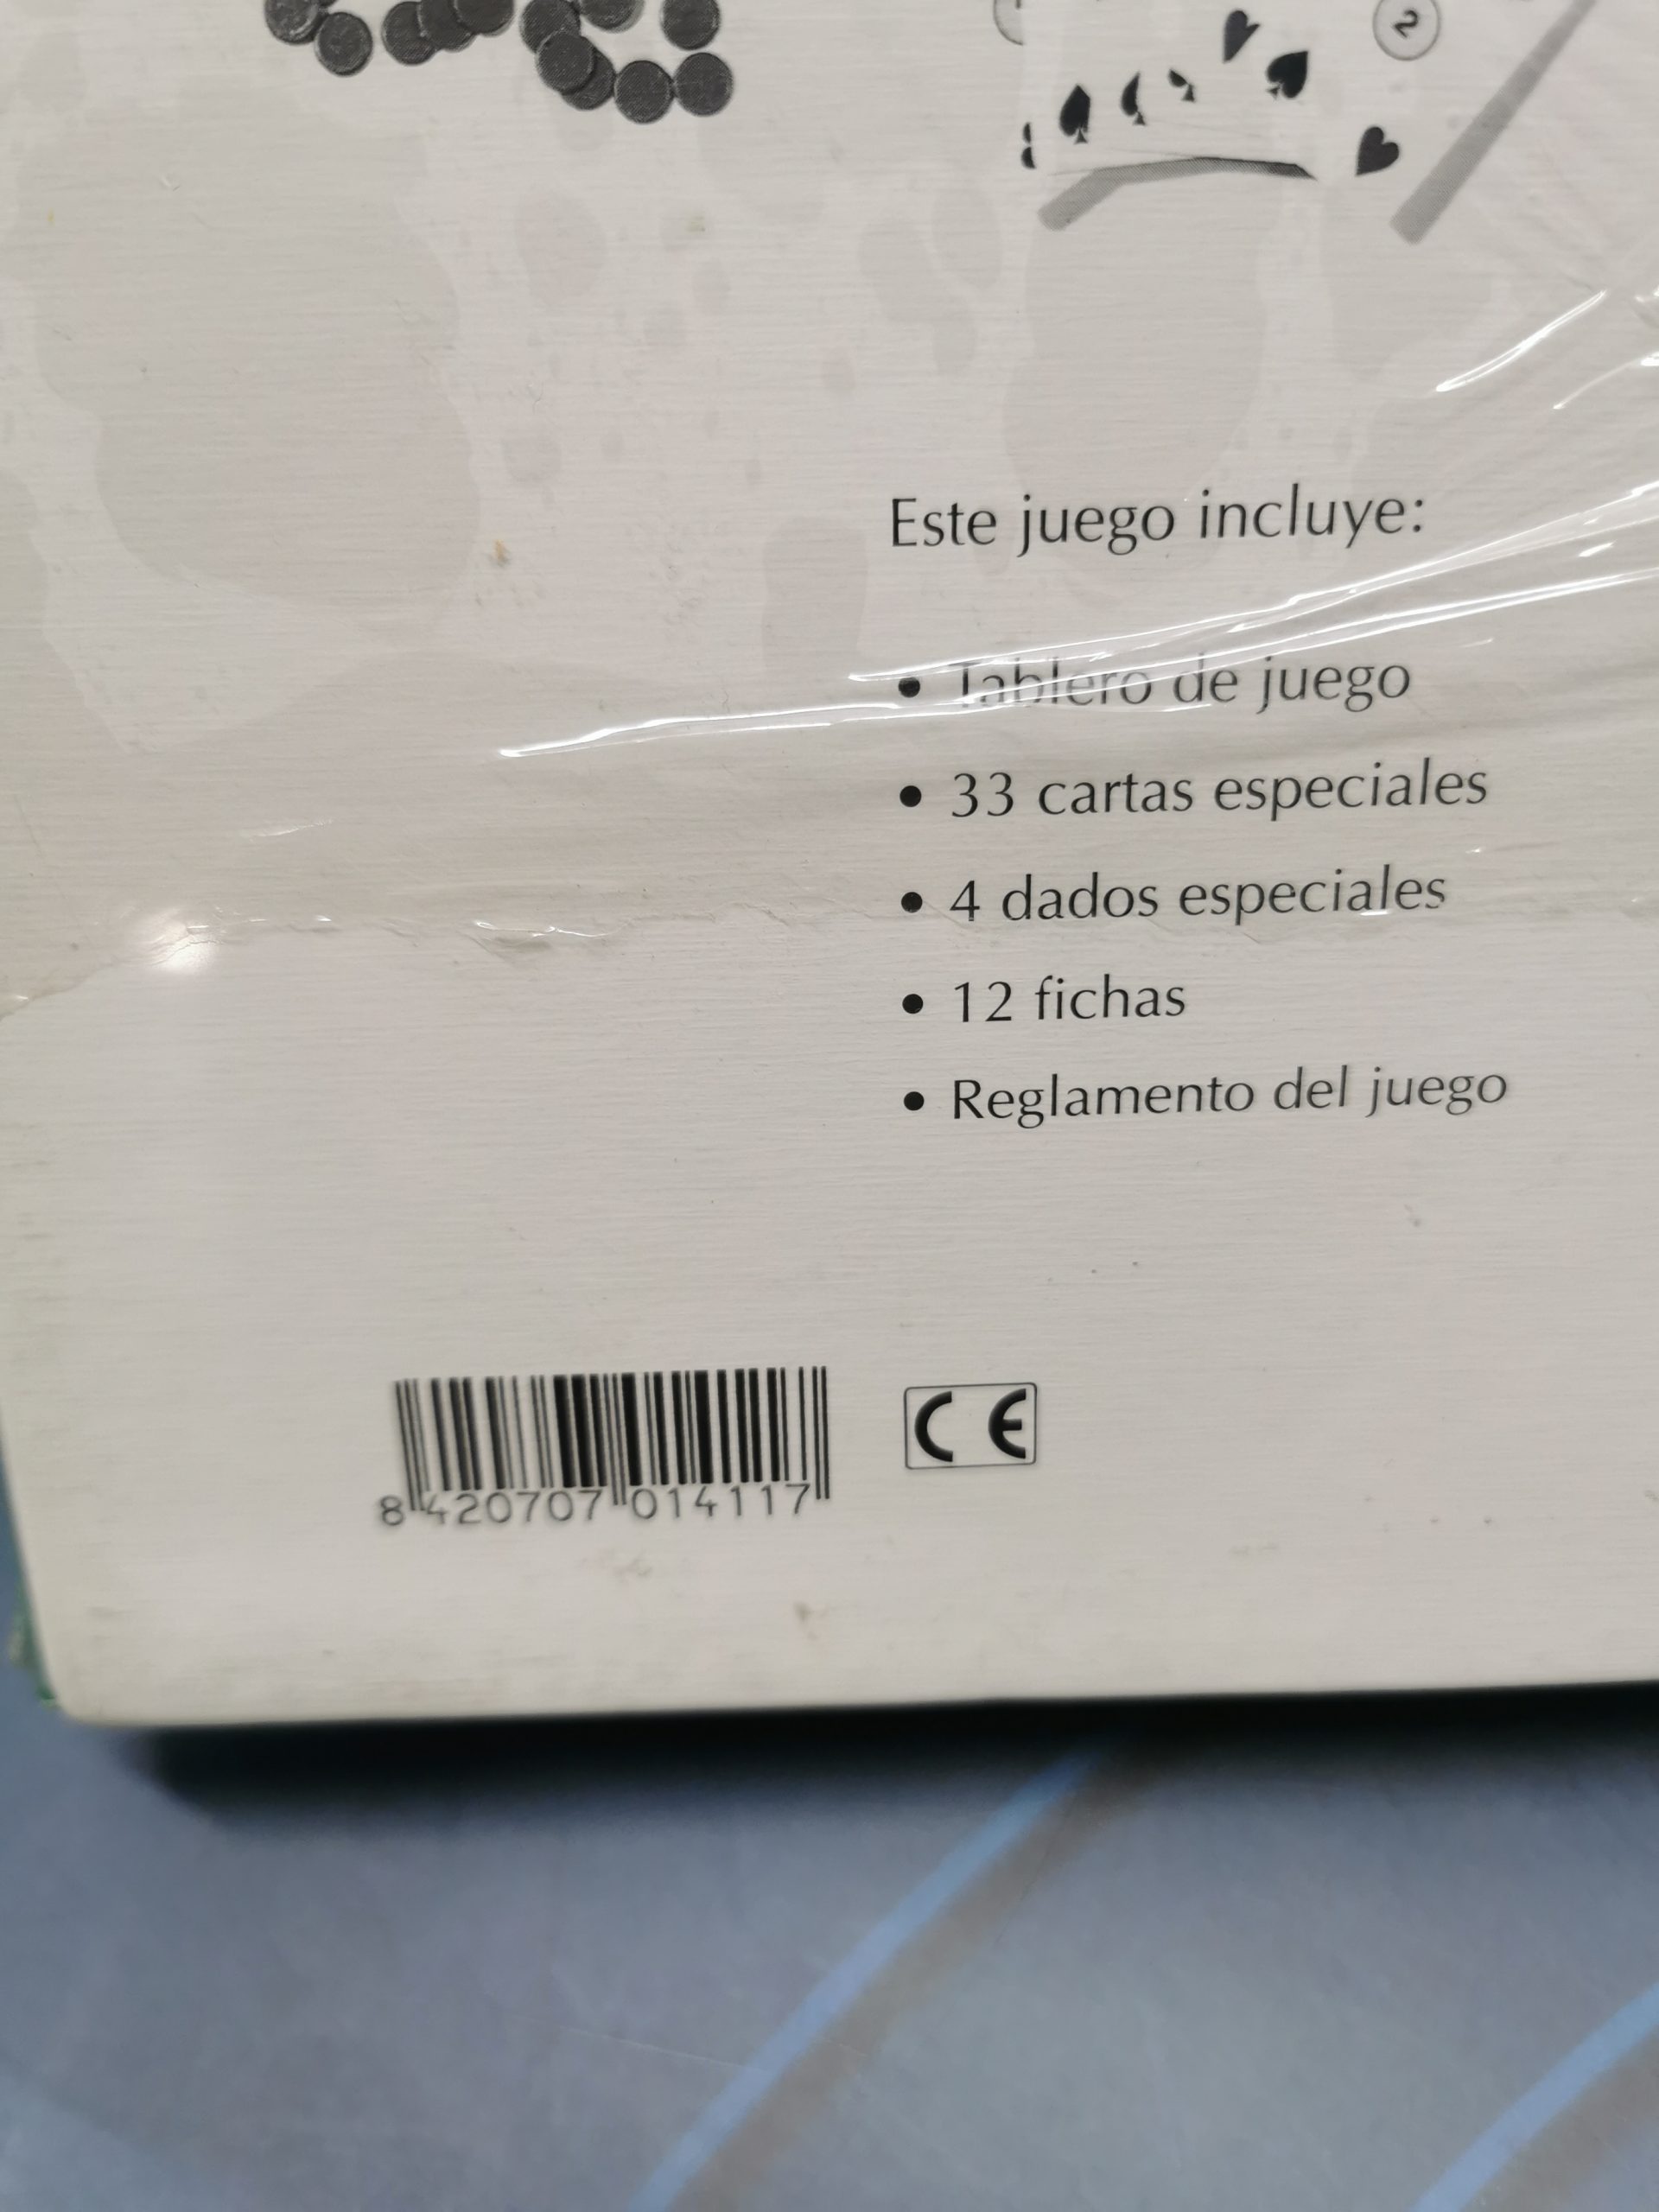 2
Este juego incluye:
• Tablero de juego
• 33 cartas especiales
• 4 dados especiales
• 12 fichas
• Reglamento del juego
8 420707 014117
CE